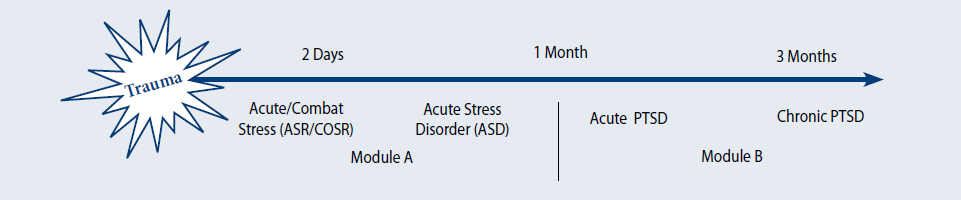 Trauma
2 Days
1 Month
3 Months
Acute/Combat
Stress (ASR/COSR)
Acute Stress
Disorder (ASD)
Acute PTSD
Chronic PTSD
Module A
Module B